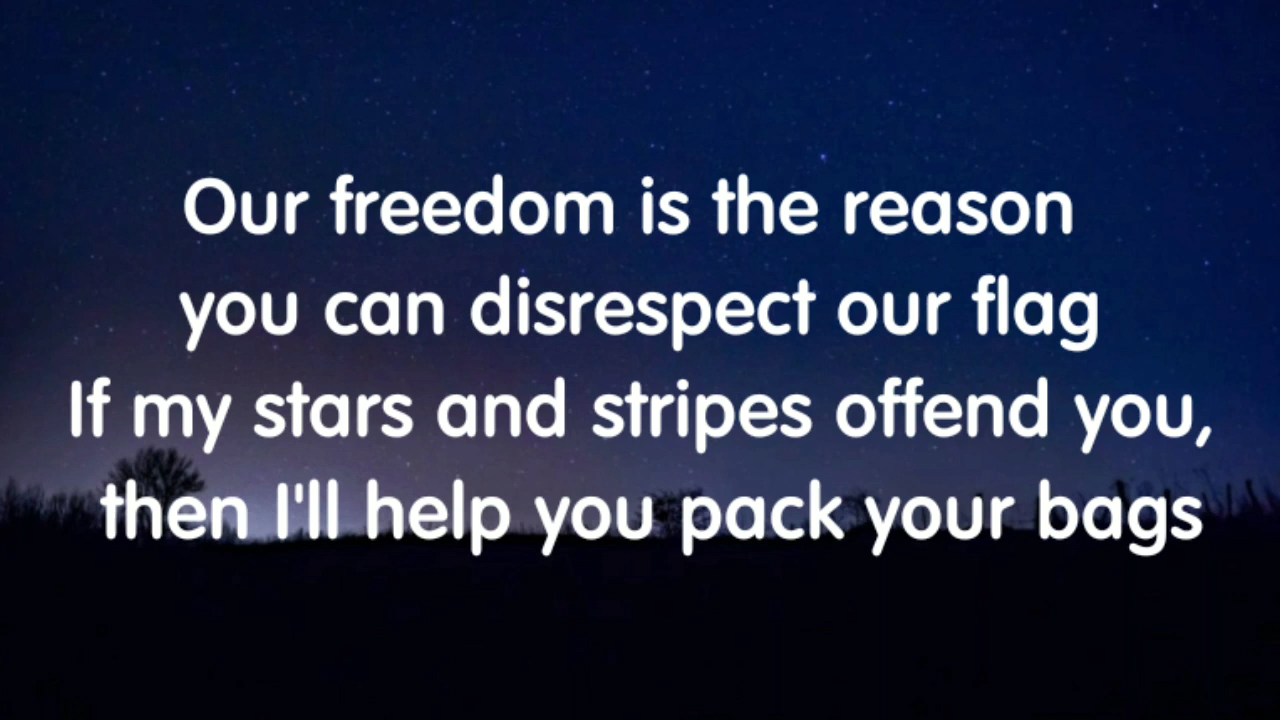 Our freedom is the reason
you can disrespect our flag
If my stars and stripes offend you,
then I'll help you pack your bags